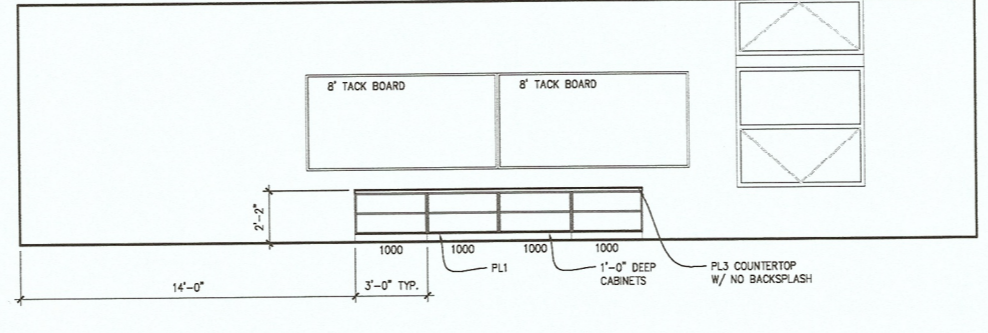 8' TACK BOARD
8' TACK BOARD
2'-2"
1000
1000
1000
1000
PL1
1'-0" DEEP
CABINETS
PL3 COUNTERTOP
W/ NO BACKSPLASH
14'-0"
3'-0" TYP.